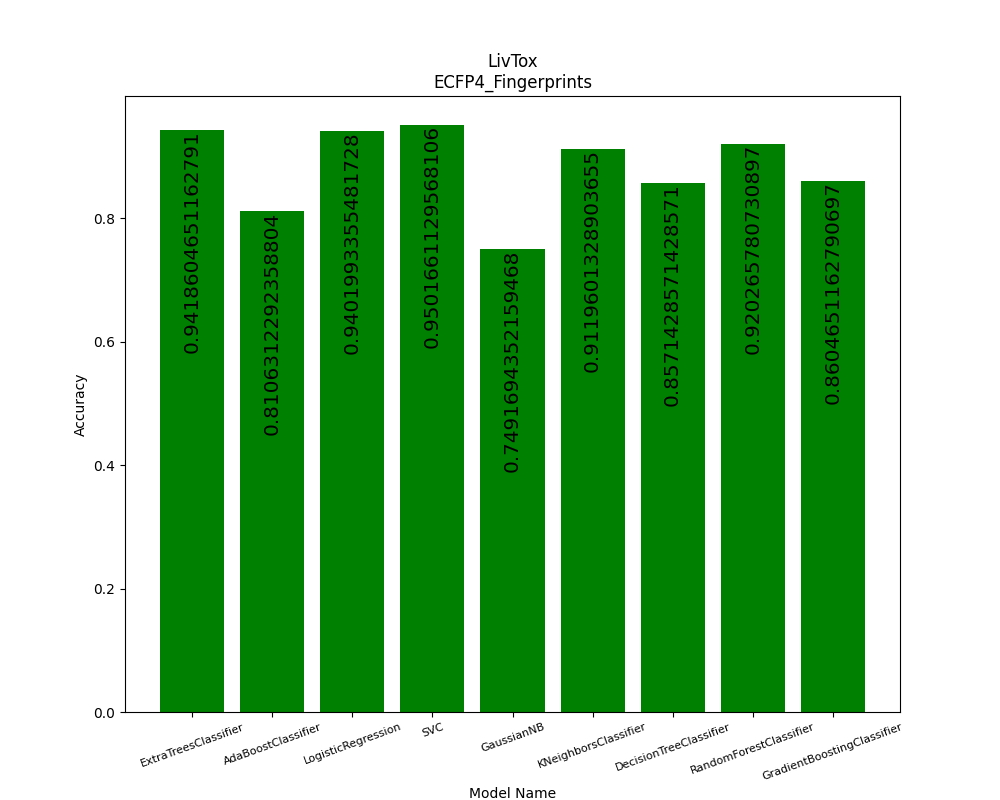 LivTox
ECFP4_Fingerprints
Accuracy
0.8
0.6
0.4
0.2
0.0
0.9418604651162791
0.8106312292358804
0.9401993355481728
0.9501661129568106
0.7491694352159468
0.9119601328903655
0.8571428571428571
0.9202657807308970
0.8604651162790697
ExtraTreesClassifier
AdaBoostClassifier
LogisticRegression
SVC
GaussianNB
KNeighborsClassifier
DecisionTreeClassifier
RandomForestClassifier
GradientBoostingClassifier
Model Name